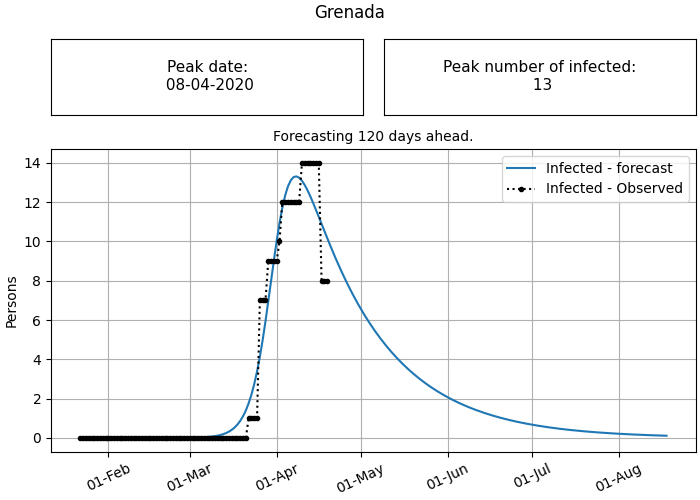 Grenada
Peak date:
08-04-2020
Peak number of infected:
13
Forecasting 120 days ahead.
Infected - forecast
Infected - Observed
Persons
14
12
10
8
6
4
2
0
01-Feb
01-Mar
01-Apr
01-May
01-Jun
01-Jul
01-Aug